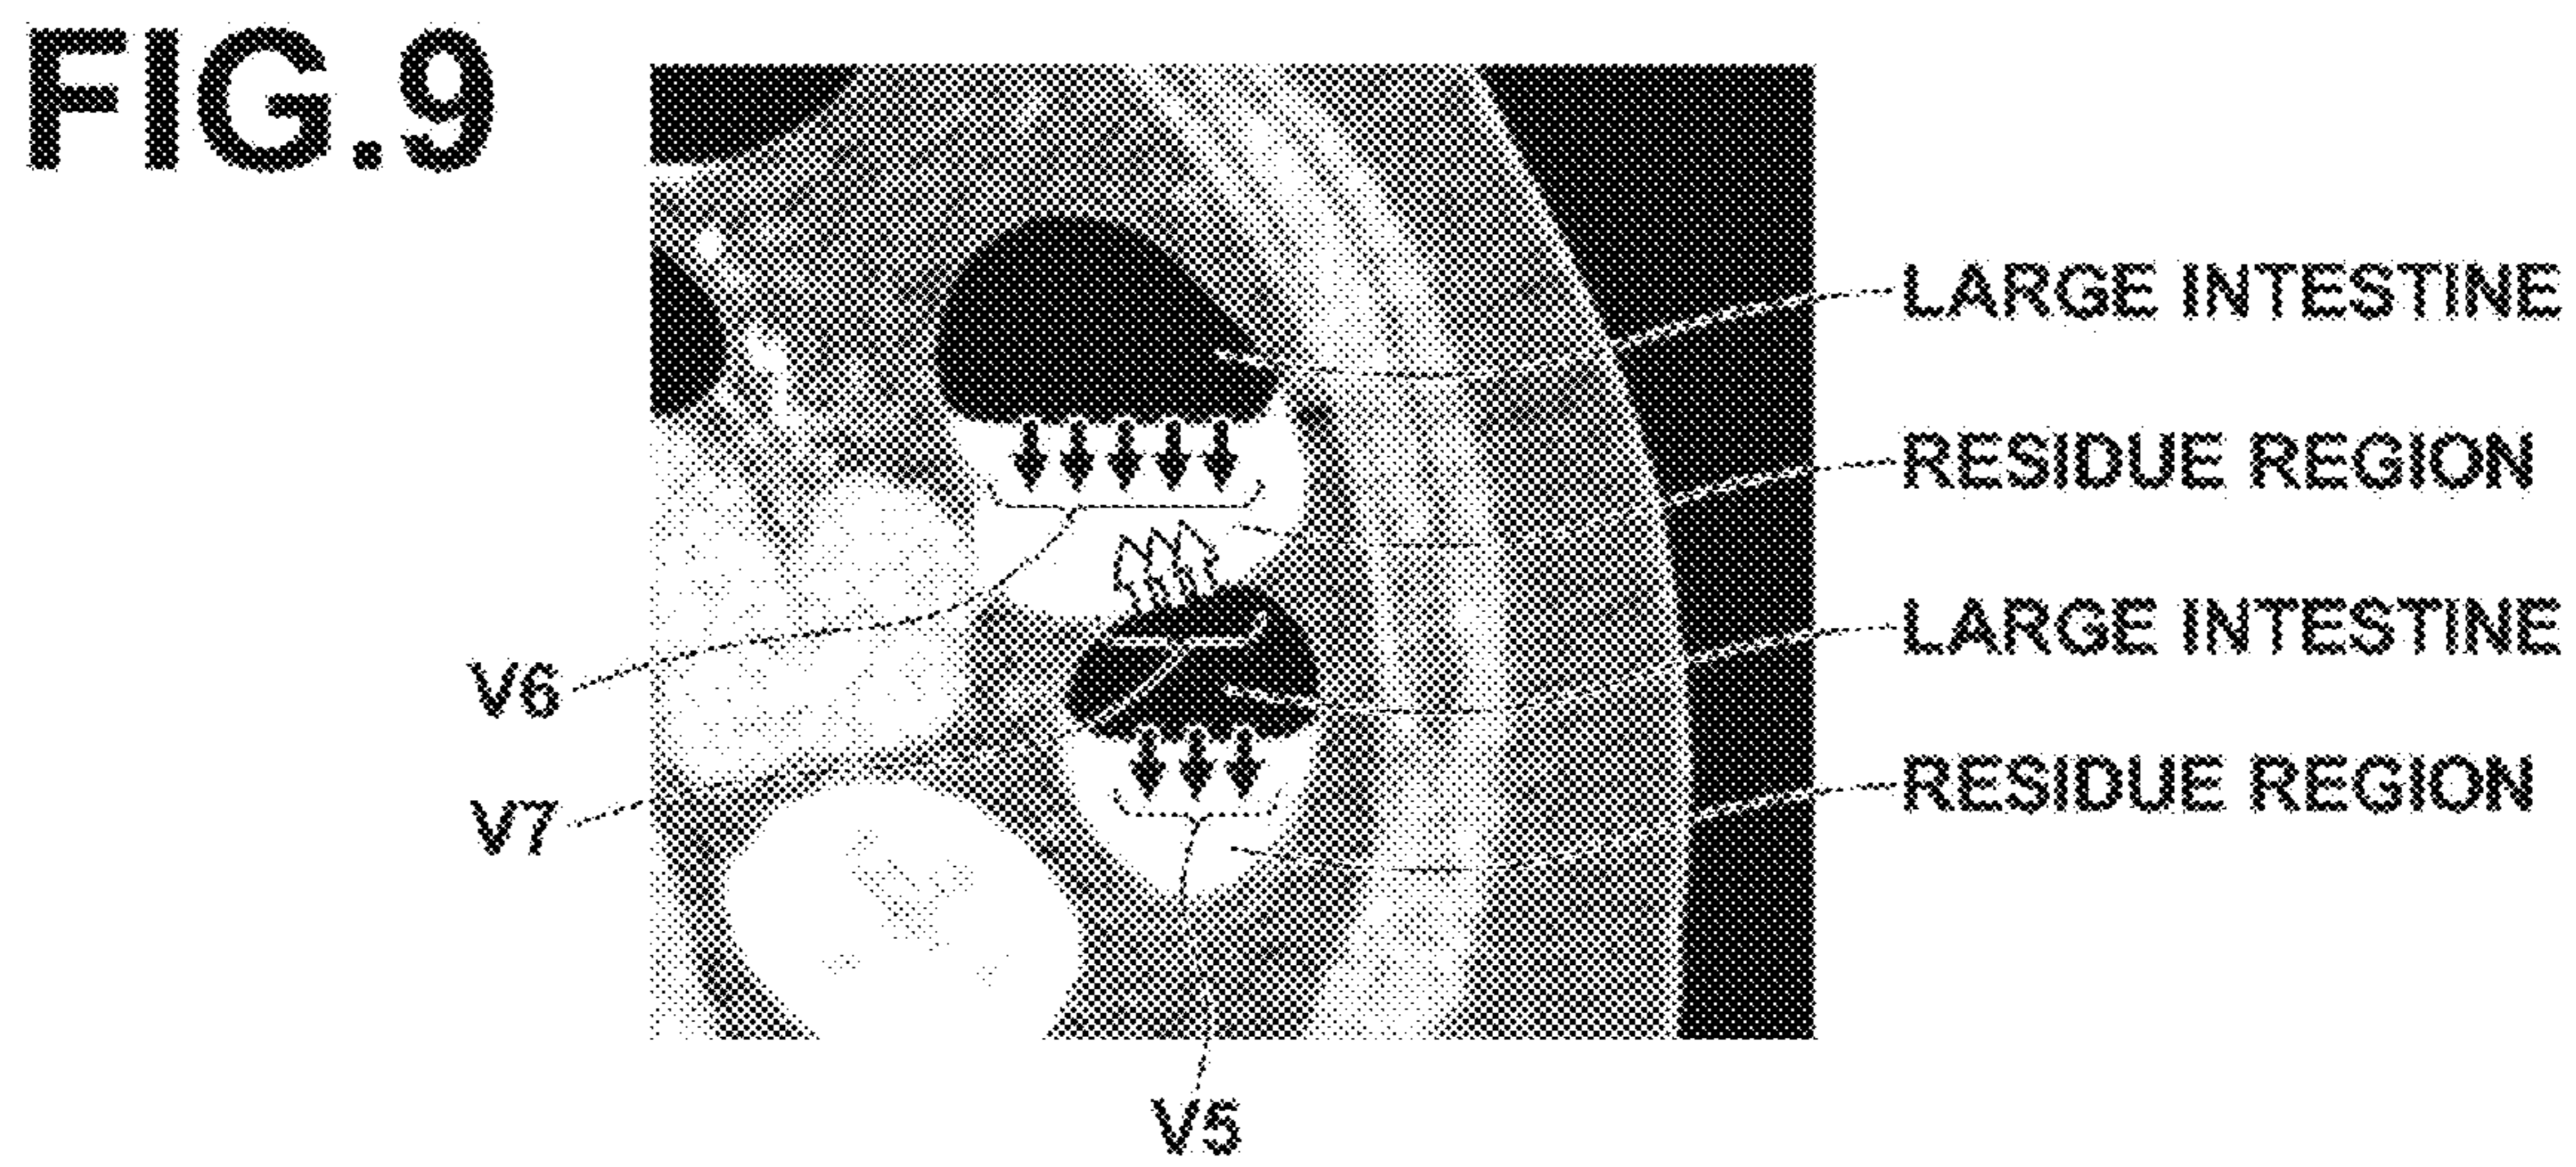 FIG.9
LARGE INTESTINE
RESIDUE REGION
LARGE INTESTINE
V6
RESIDUE REGION
V7
V5